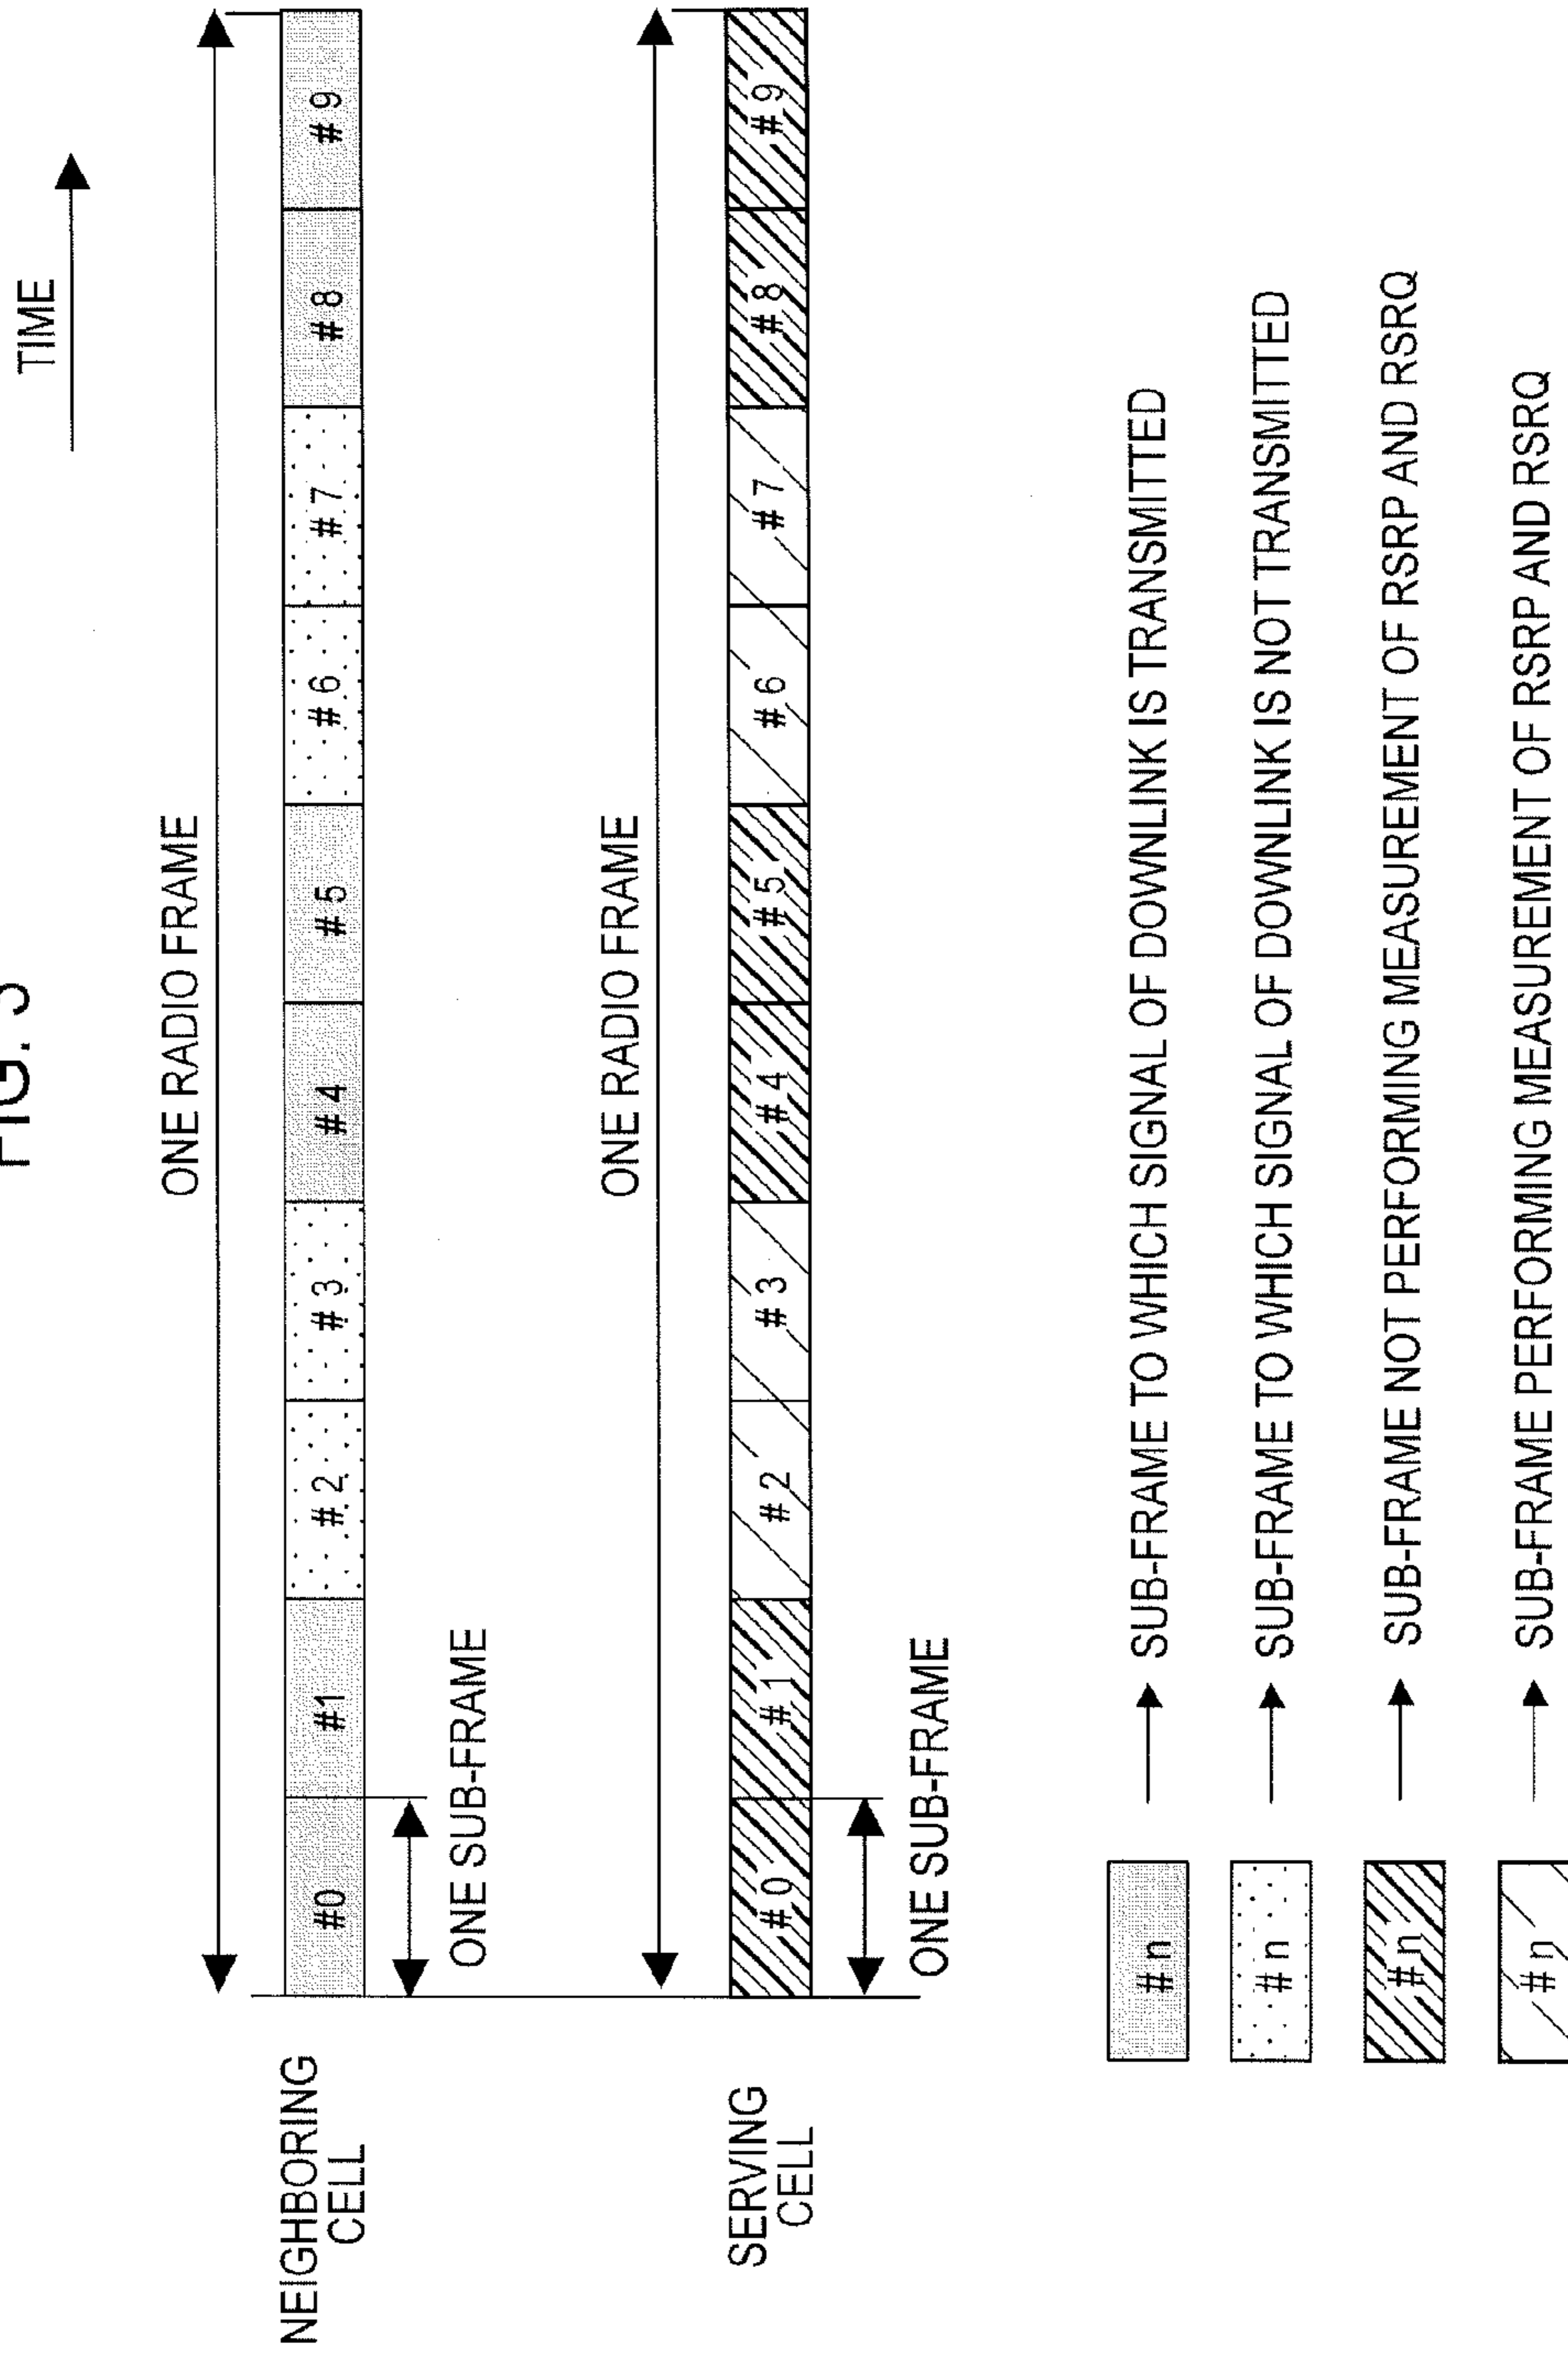 FIG. 3
TIME
ONE RADIO FRAME
NEIGHBORING
CELL
#0 #1 #2 #3 #4 #5 #6 #7 #8 #9
ONE SUB-FRAME
ONE RADIO FRAME
SERVING
CELL
#0 #1 #2 #3 #4 #5 #6 #7 #8 #9
ONE SUB-FRAME
#n SUB-FRAME TO WHICH SIGNAL OF DOWNLINK IS TRANSMITTED
#n SUB-FRAME TO WHICH SIGNAL OF DOWNLINK IS NOT TRANSMITTED
#n SUB-FRAME NOT PERFORMING MEASUREMENT OF RSRP AND RSRQ
#n SUB-FRAME PERFORMING MEASUREMENT OF RSRP AND RSRQ